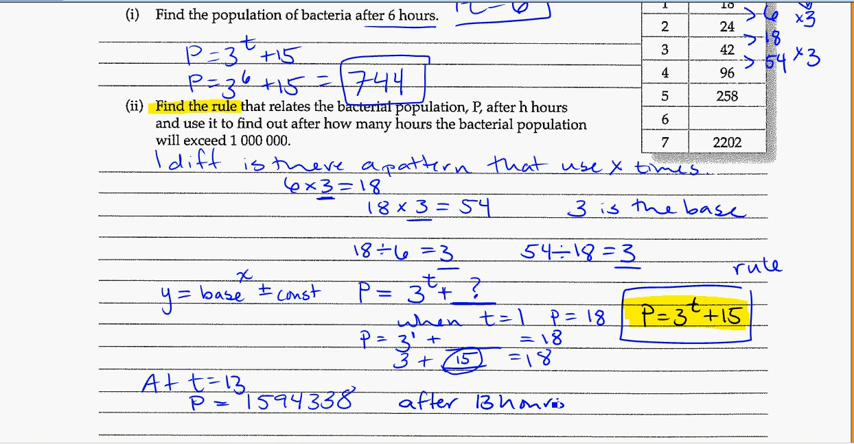 (i) Find the population of bacteria after 6 hours.
P = 3^t + 15
P = 3^6 + 15 = 744
1 18
2 24
3 42
4 96
5 258
6
7 2202
> 6 ×3
> 18
> 54 ×3
(ii) Find the rule that relates the bacterial population, P, after h hours
and use it to find out after how many hours the bacterial population
will exceed 1 000 000.
1 diff is there a pattern that use × times.
6 × 3 = 18
18 × 3 = 54 3 is the base
18 ÷ 6 = 3 54 ÷ 18 = 3
rule
y = base^x ± const P = 3^t + ?
when t = 1 P = 18 P = 3^t + 15
P = 3^1 + = 18
3 + 15 = 18
At t = 13
P = 1594338 after 13 hours